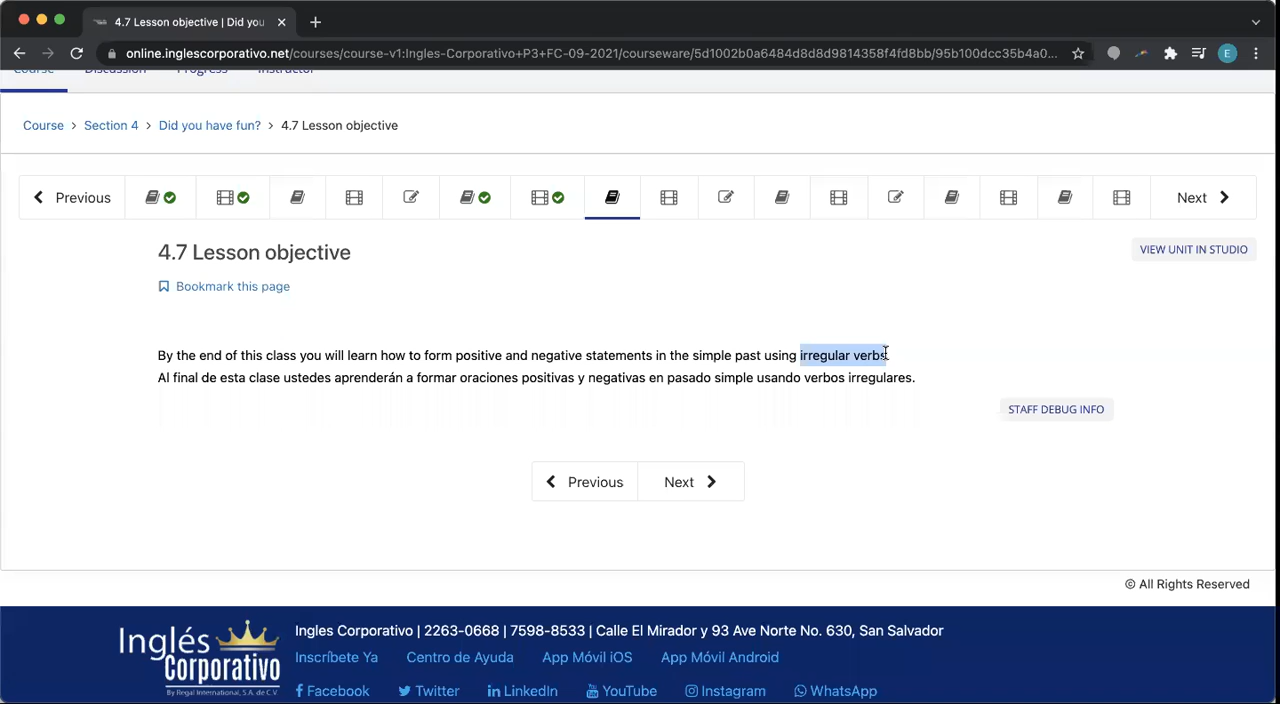 4.7 Lesson objective | Did you
online.inglescorporativo.net/courses/course-v1:Ingles-Corporativo+P3+FC-09-2021/courseware/5d1002b0a6484d8d8d9814358f4fd8bb/95b100dcc35b4a0...
E
Course Discussion Progress Instructor
Course > Section 4 > Did you have fun? > 4.7 Lesson objective
Previous
Next
4.7 Lesson objective
VIEW UNIT IN STUDIO
Bookmark this page
By the end of this class you will learn how to form positive and negative statements in the simple past using irregular verbs
Al final de esta clase ustedes aprenderán a formar oraciones positivas y negativas en pasado simple usando verbos irregulares.
STAFF DEBUG INFO
Previous Next
© All Rights Reserved
Inglés Corporativo
By Regal International, S.A. de C.V
Ingles Corporativo | 2263-0668 | 7598-8533 | Calle El Mirador y 93 Ave Norte No. 630, San Salvador
Inscríbete Ya Centro de Ayuda App Móvil iOS App Móvil Android
Facebook Twitter LinkedIn YouTube Instagram WhatsApp